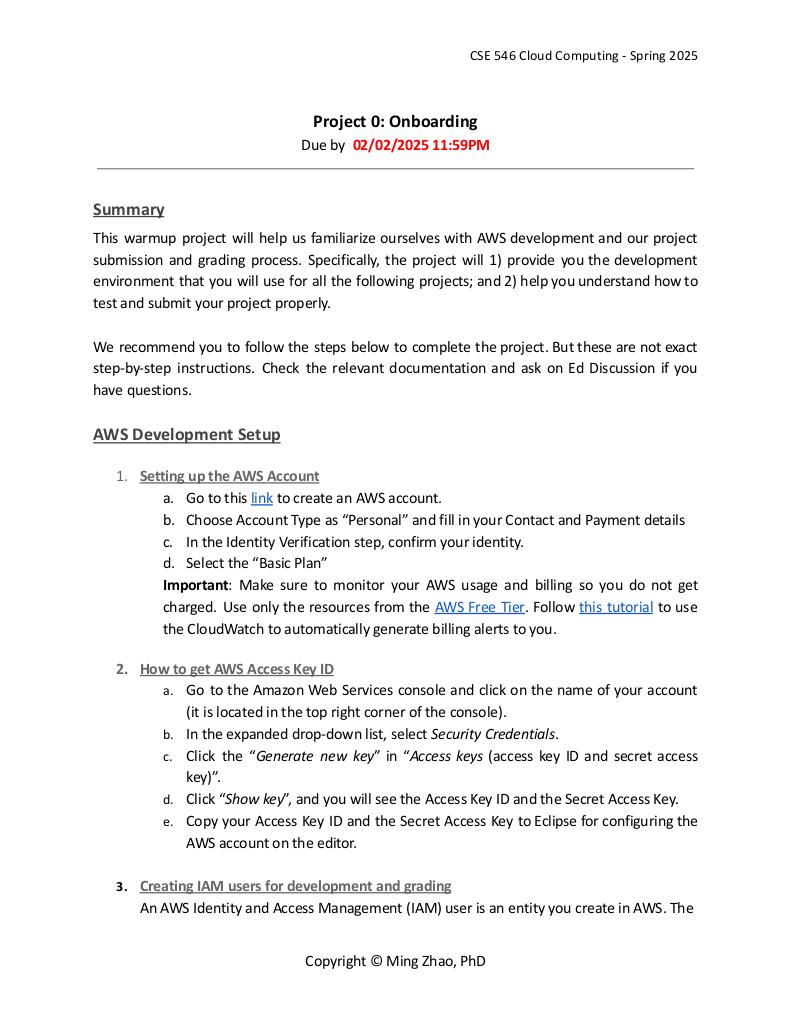 CSE 546 Cloud Computing - Spring 2025
Project 0: Onboarding
Due by 02/02/2025 11:59PM
Summary
This warmup project will help us familiarize ourselves with AWS development and our project
submission and grading process. Specifically, the project will 1) provide you the development
environment that you will use for all the following projects; and 2) help you understand how to
test and submit your project properly.
We recommend you to follow the steps below to complete the project. But these are not exact
step-by-step instructions. Check the relevant documentation and ask on Ed Discussion if you
have questions.
AWS Development Setup
1. Setting up the AWS Account
a. Go to this link to create an AWS account.
b. Choose Account Type as “Personal” and fill in your Contact and Payment details
c. In the Identity Verification step, confirm your identity.
d. Select the “Basic Plan”
Important: Make sure to monitor your AWS usage and billing so you do not get
charged. Use only the resources from the AWS Free Tier. Follow this tutorial to use
the CloudWatch to automatically generate billing alerts to you.
2. How to get AWS Access Key ID
a. Go to the Amazon Web Services console and click on the name of your account
(it is located in the top right corner of the console).
b. In the expanded drop-down list, select Security Credentials.
c. Click the “Generate new key” in “Access keys (access key ID and secret access
key)”.
d. Click “Show key”, and you will see the Access Key ID and the Secret Access Key.
e. Copy your Access Key ID and the Secret Access Key to Eclipse for configuring the
AWS account on the editor.
3. Creating IAM users for development and grading
An AWS Identity and Access Management (IAM) user is an entity you create in AWS. The
Copyright © Ming Zhao, PhD